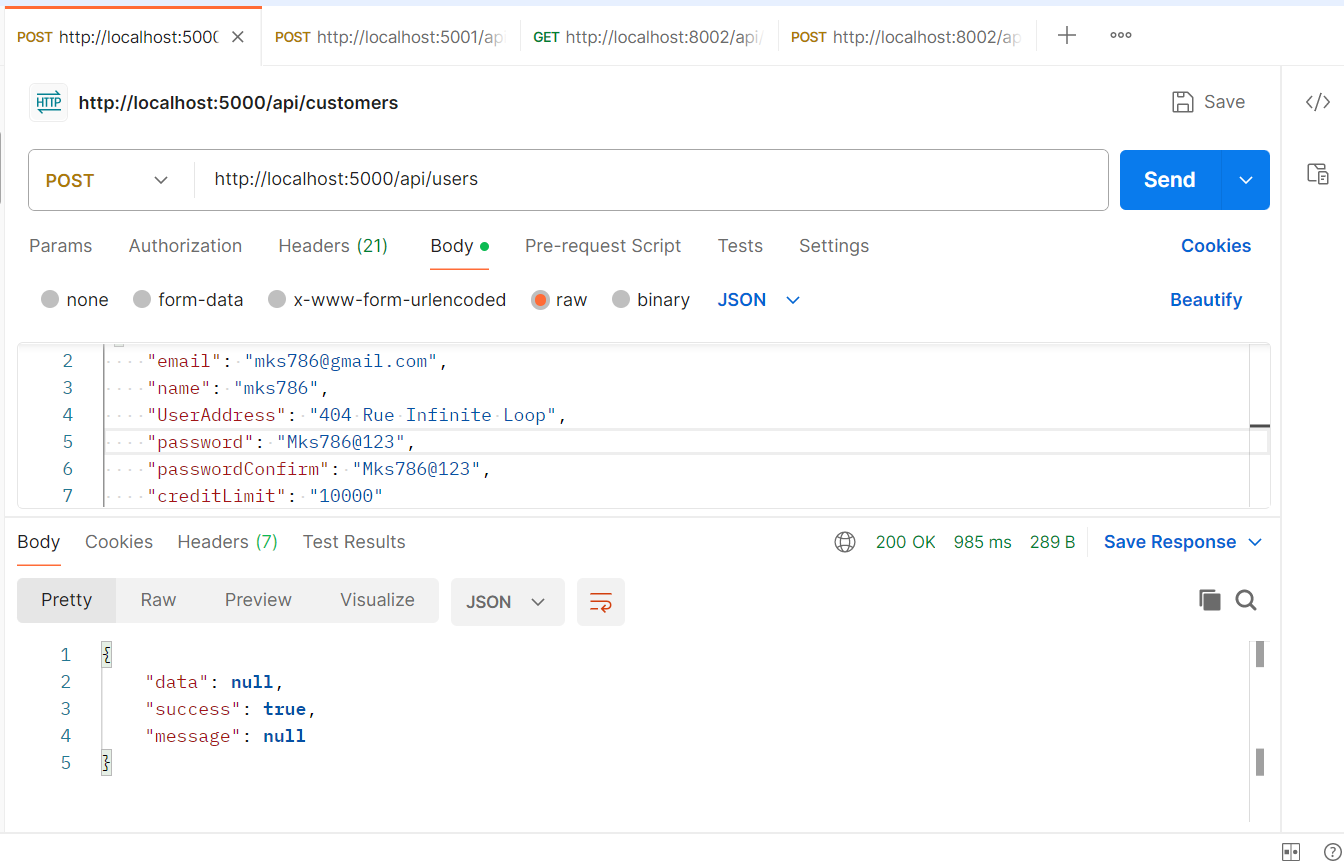 POST http://localhost:5000
POST http://localhost:5001/ap
GET http://localhost:8002/api/
POST http://localhost:8002/ap
HTTP http://localhost:5000/api/customers
Save
POST http://localhost:5000/api/users
Send
Params Authorization Headers (21) Body Pre-request Script Tests Settings Cookies
none form-data x-www-form-urlencoded raw binary JSON Beautify
2 "email": "mks786@gmail.com",
3 "name": "mks786",
4 "UserAddress": "404 Rue Infinite Loop",
5 "password": "Mks786@123",
6 "passwordConfirm": "Mks786@123",
7 "creditLimit": "10000"
Body Cookies Headers (7) Test Results 200 OK 985 ms 289 B Save Response
Pretty Raw Preview Visualize JSON
1 {
2 "data": null,
3 "success": true,
4 "message": null
5 }